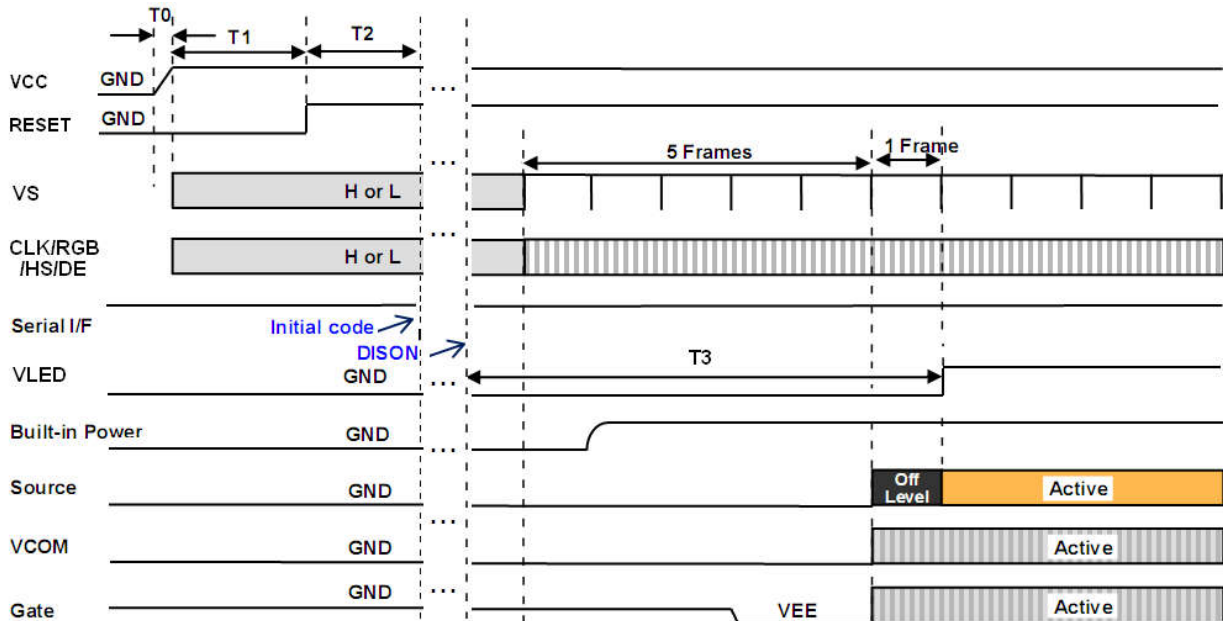 T0
T1
T2
VCC
GND
...
RESET
GND
...
5 Frames
1 Frame
VS
H or L
...
CLK/RGB
/HS/DE
H or L
Serial I/F
Initial code
DISON
T3
VLED
GND
...
Built-in Power
GND
...
Source
GND
Off
Level
Active
...
VCOM
GND
Active
...
Gate
GND
VEE
Active